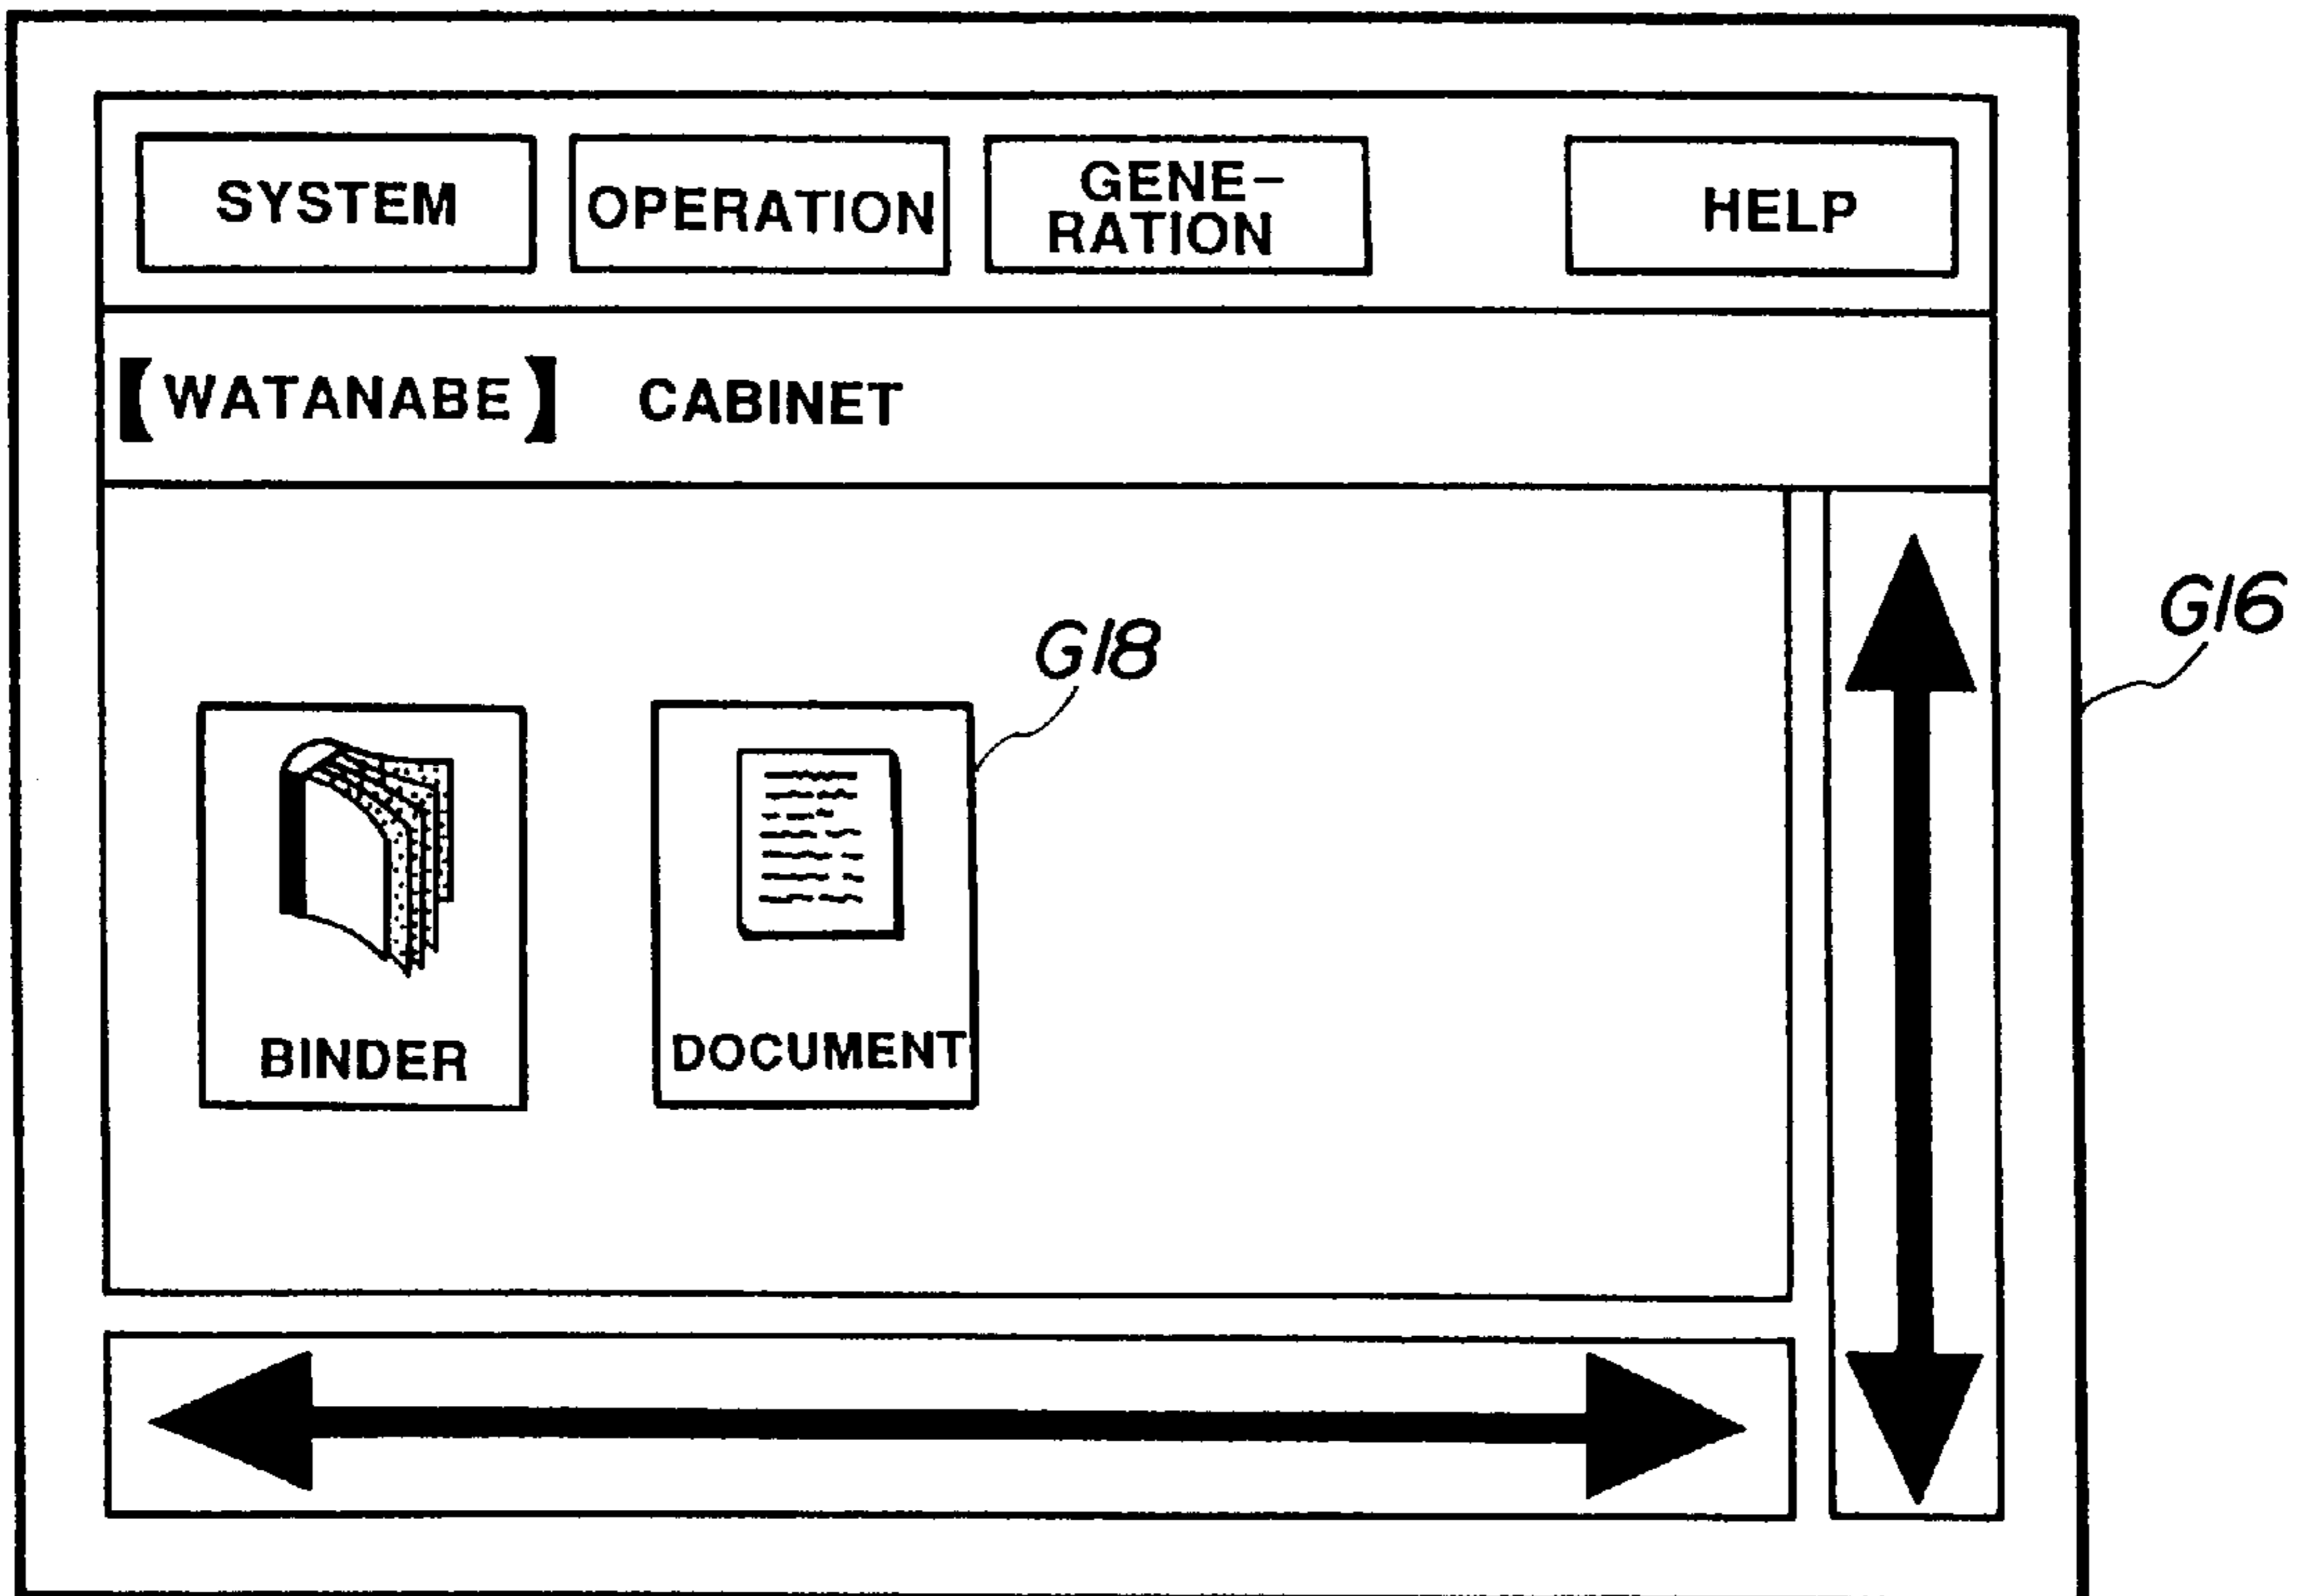 SYSTEM
OPERATION
GENE-
RATION
HELP
【WATANABE】 CABINET
G16
G18
BINDER
DOCUMENT